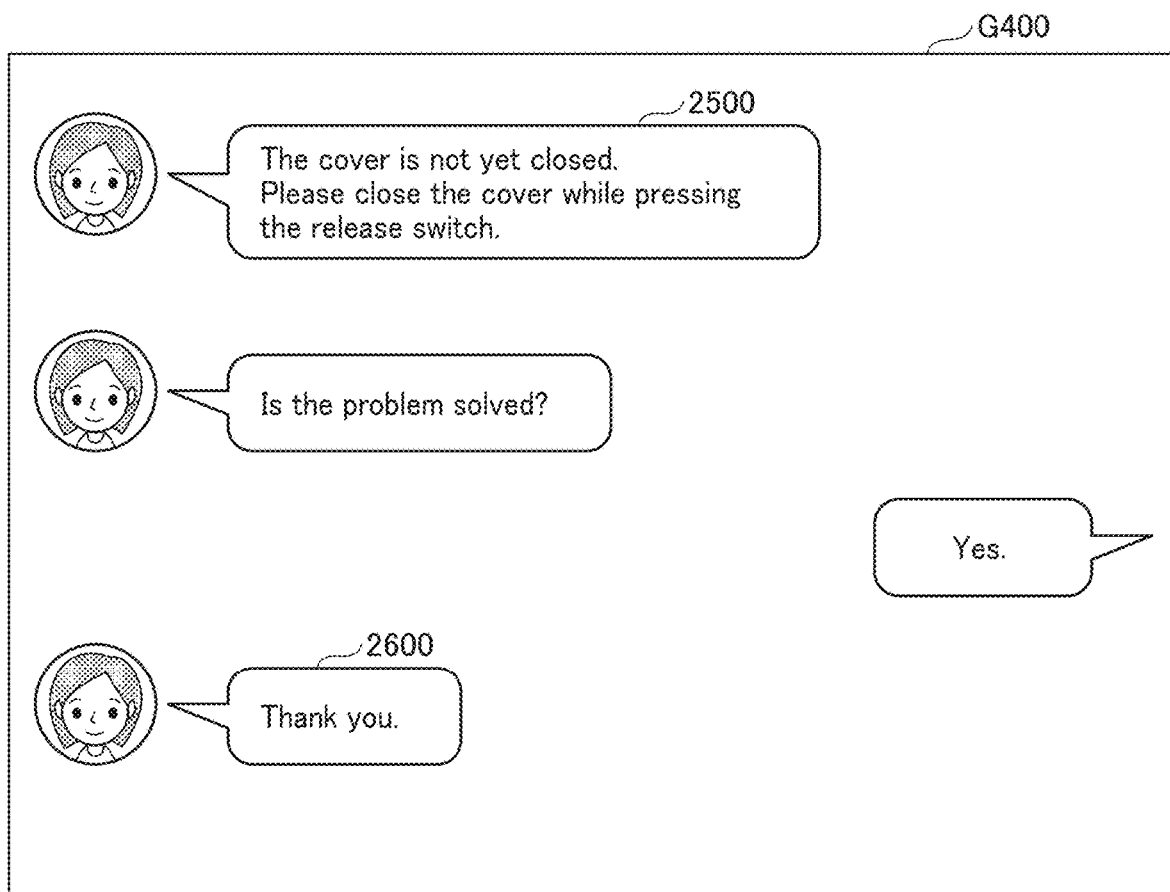 G400
2500
The cover is not yet closed.
Please close the cover while pressing
the release switch.
Is the problem solved?
Yes.
2600
Thank you.